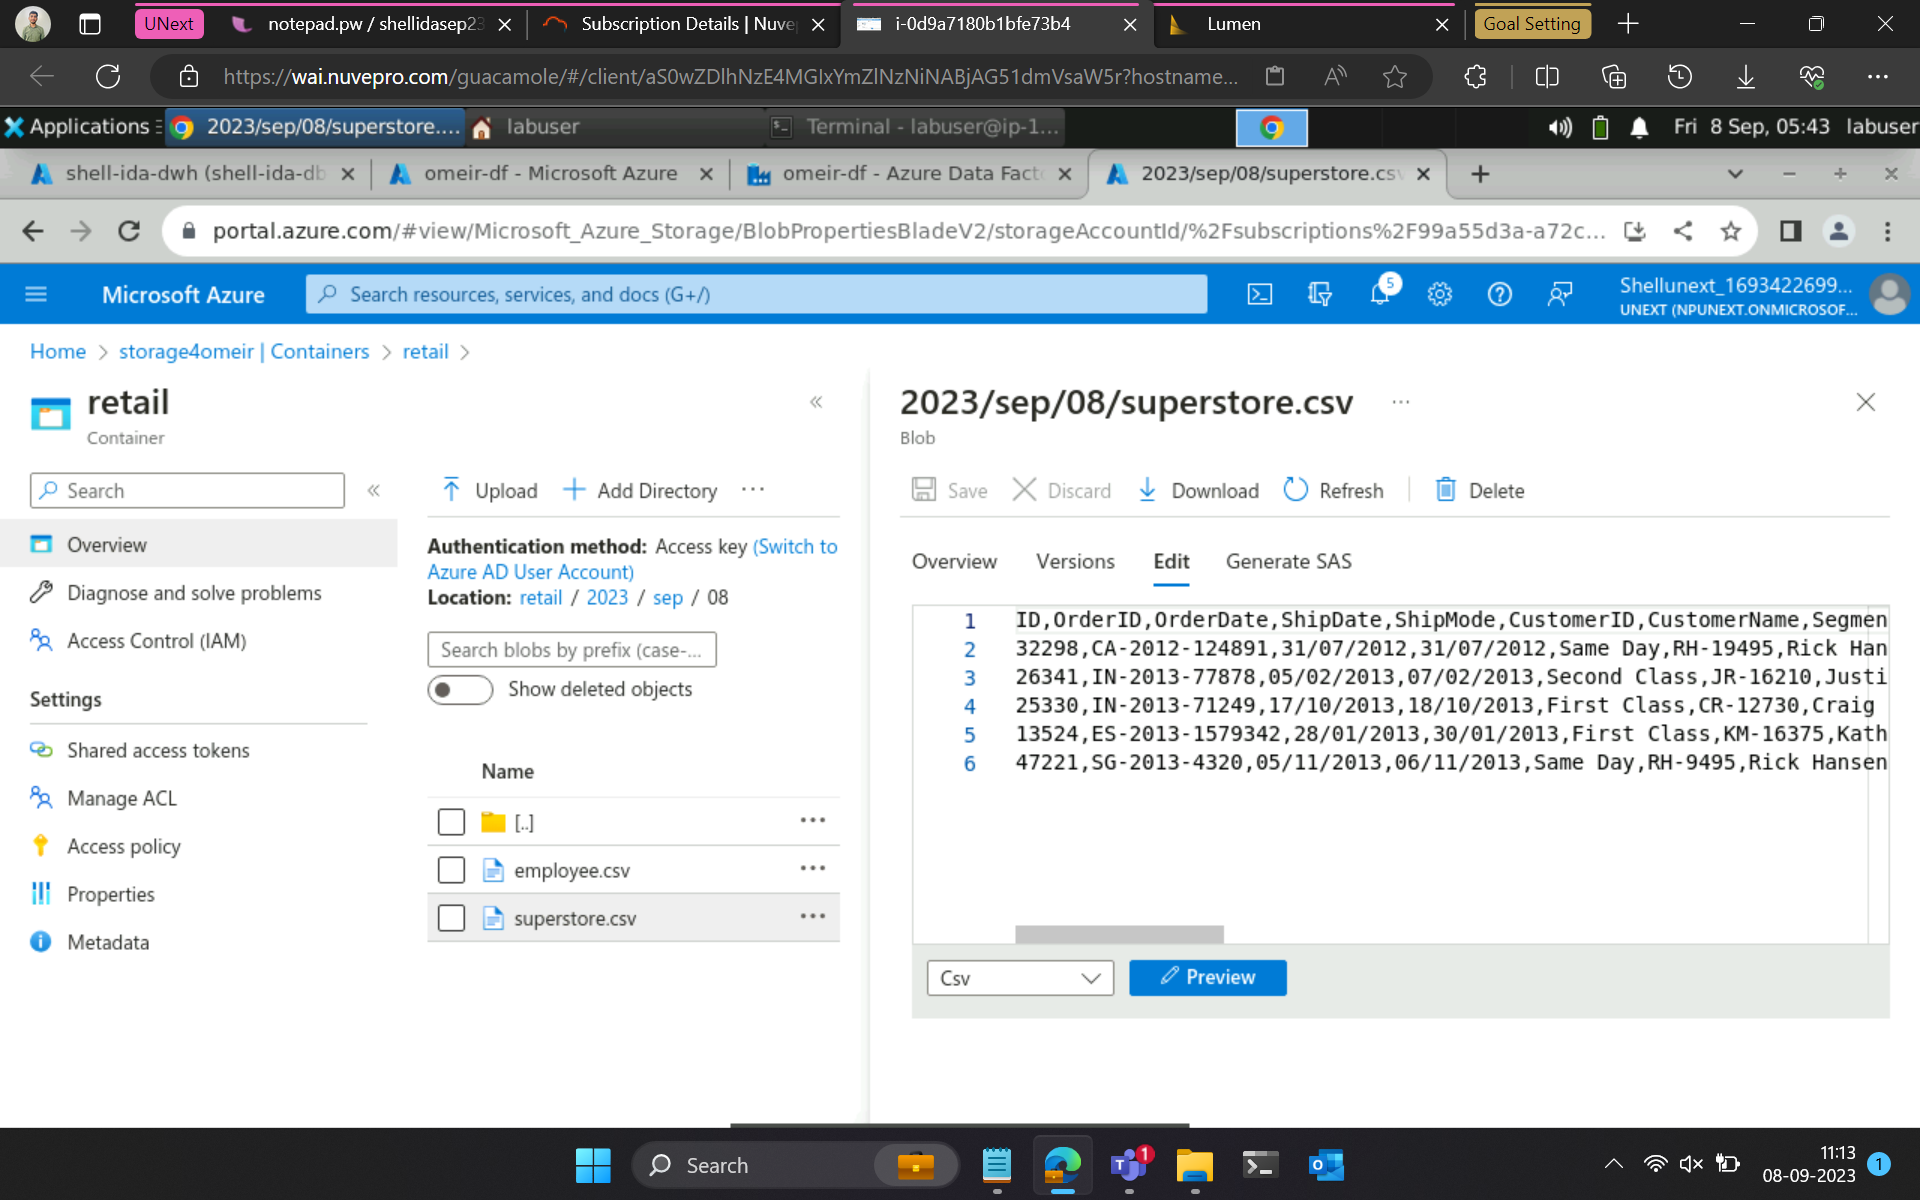 UNext
notepad.pw / shellidasep23
Subscription Details | Nuvep
i-0d9a7180b1bfe73b4
Lumen
Goal Setting
https://wai.nuvepro.com/guacamole/#/client/aS0wZDlhNzE4MGIxYmZlNzNiNABjAG51dmVsaW5r?hostname...
Applications
2023/sep/08/superstore....
labuser
Terminal - labuser@ip-1...
Fri 8 Sep, 05:43
labuser
shell-ida-dwh (shell-ida-db
omeir-df - Microsoft Azure
omeir-df - Azure Data Facto
2023/sep/08/superstore.csv
portal.azure.com/#view/Microsoft_Azure_Storage/BlobPropertiesBladeV2/storageAccountId/%2Fsubscriptions%2F99a55d3a-a72c...
Microsoft Azure
Search resources, services, and docs (G+/)
5
Shellunext_1693422699...
UNEXT (NPUNEXT.ONMICROSOF...
Home > storage4omeir | Containers > retail >
retail
Container
Search
Overview
Diagnose and solve problems
Access Control (IAM)
Settings
Shared access tokens
Manage ACL
Access policy
Properties
Metadata
Upload
Add Directory
Authentication method: Access key (Switch to
Azure AD User Account)
Location: retail / 2023 / sep / 08
Search blobs by prefix (case-...
Show deleted objects
Name
[..]
employee.csv
superstore.csv
2023/sep/08/superstore.csv
Blob
Save
Discard
Download
Refresh
Delete
Overview
Versions
Edit
Generate SAS
1 ID,OrderID,OrderDate,ShipDate,ShipMode,CustomerID,CustomerName,Segmen
2 32298,CA-2012-124891,31/07/2012,31/07/2012,Same Day,RH-19495,Rick Han
3 26341,IN-2013-77878,05/02/2013,07/02/2013,Second Class,JR-16210,Justi
4 25330,IN-2013-71249,17/10/2013,18/10/2013,First Class,CR-12730,Craig
5 13524,ES-2013-1579342,28/01/2013,30/01/2013,First Class,KM-16375,Kath
6 47221,SG-2013-4320,05/11/2013,06/11/2013,Same Day,RH-9495,Rick Hansen
Csv
Preview
Search
1
11:13
08-09-2023
1